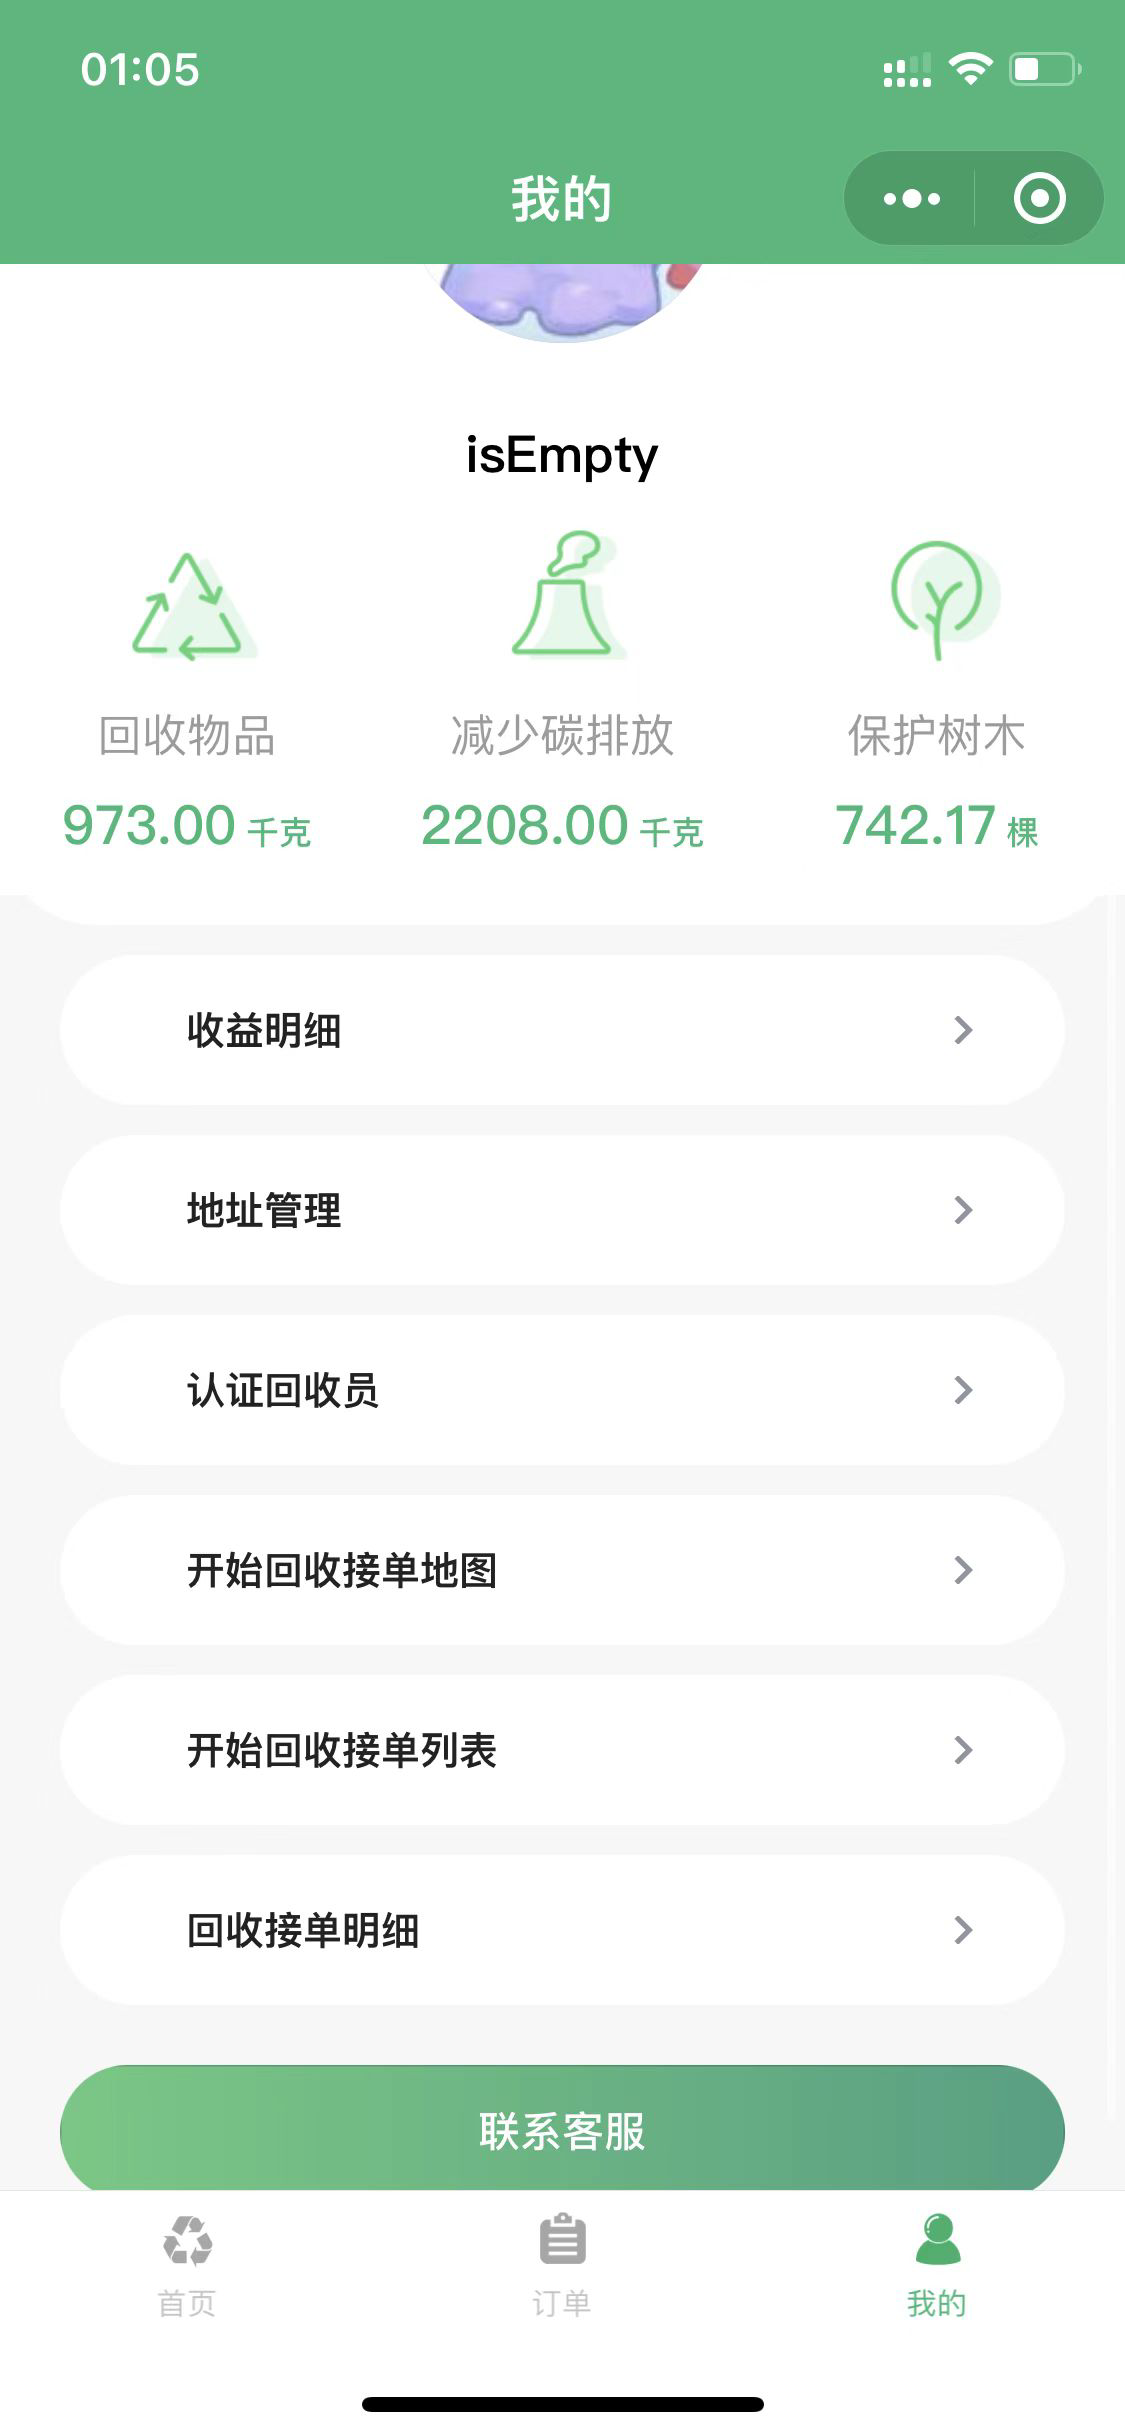 01:05
我的
isEmpty
回收物品
减少碳排放
保护树木
973.00 千克
2208.00 千克
742.17 棵
收益明细
地址管理
认证回收员
开始回收接单地图
开始回收接单列表
回收接单明细
联系客服
首页
订单
我的